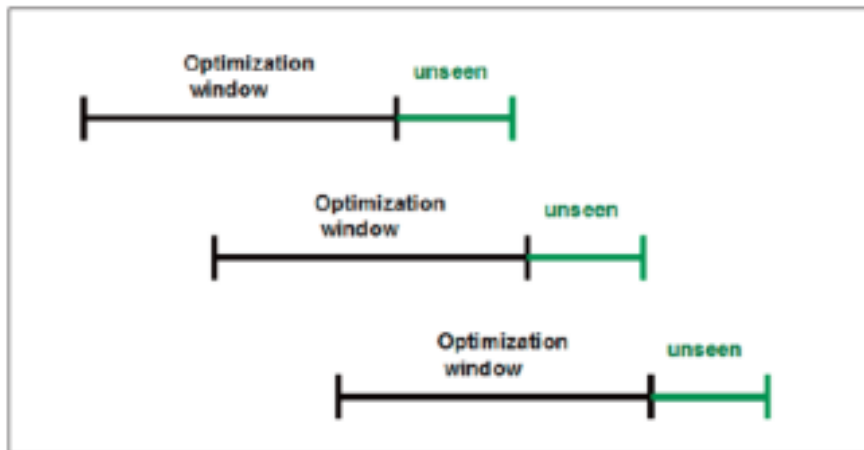 Optimization
window
unseen
Optimization
window
unseen
Optimization
window
unseen